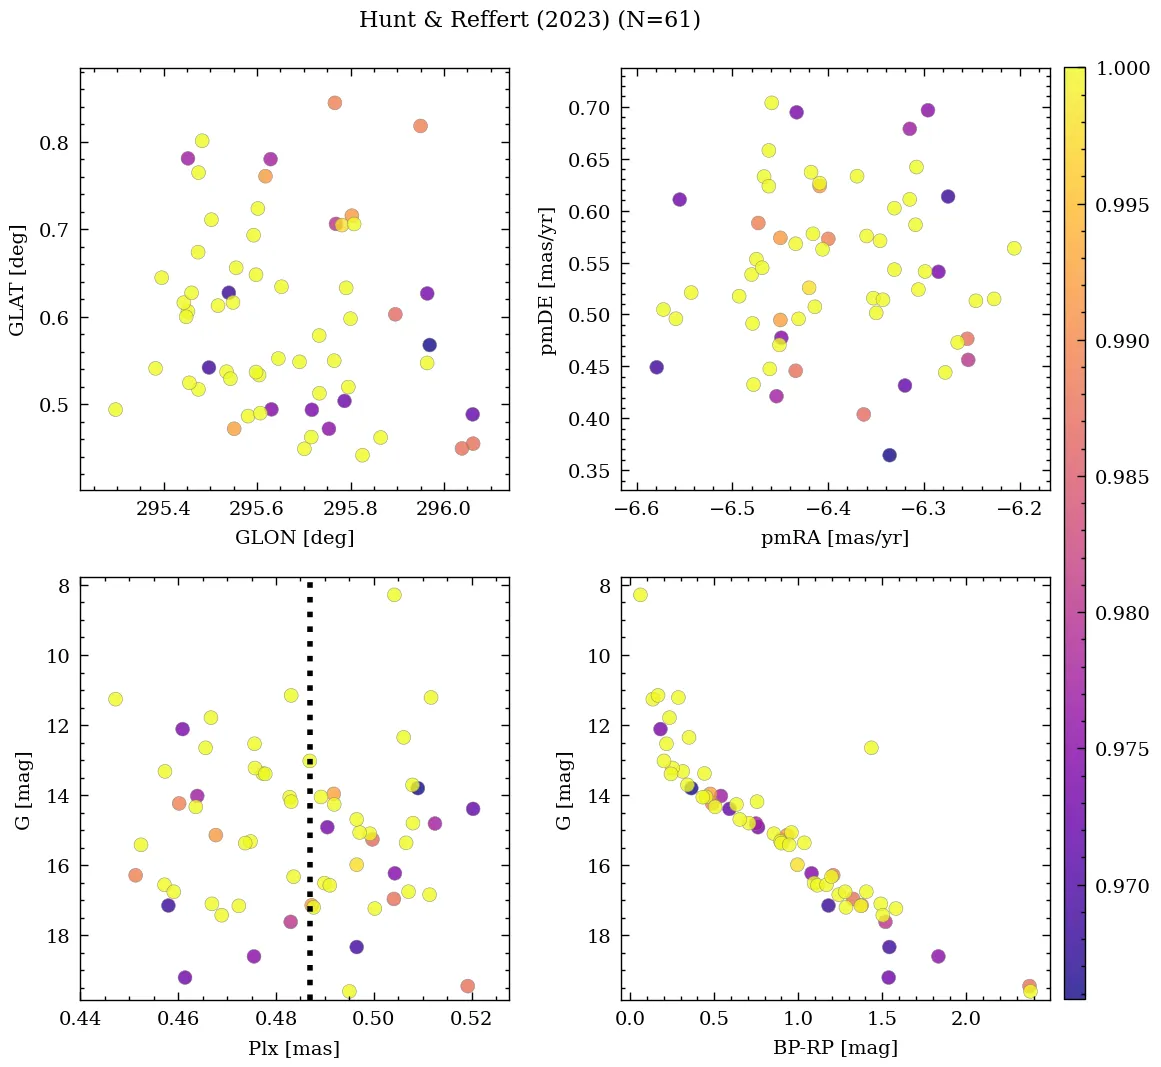 Hunt & Reffert (2023) (N=61)
0.8
0.7
0.6
0.5
GLAT [deg]
295.4 295.6 295.8 296.0
GLON [deg]
0.70
0.65
0.60
0.55
0.50
0.45
0.40
0.35
pmDE [mas/yr]
−6.6 −6.5 −6.4 −6.3 −6.2
pmRA [mas/yr]
1.000
0.995
0.990
0.985
0.980
0.975
0.970
8
10
12
14
16
18
G [mag]
0.44 0.46 0.48 0.50 0.52
Plx [mas]
8
10
12
14
16
18
G [mag]
0.0 0.5 1.0 1.5 2.0
BP-RP [mag]